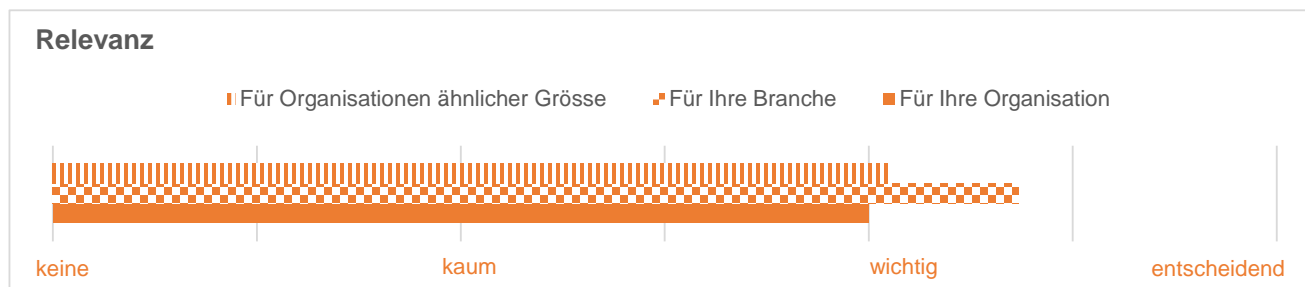 Relevanz
Für Organisationen ähnlicher Grösse Für Ihre Branche Für Ihre Organisation
keine kaum wichtig entscheidend